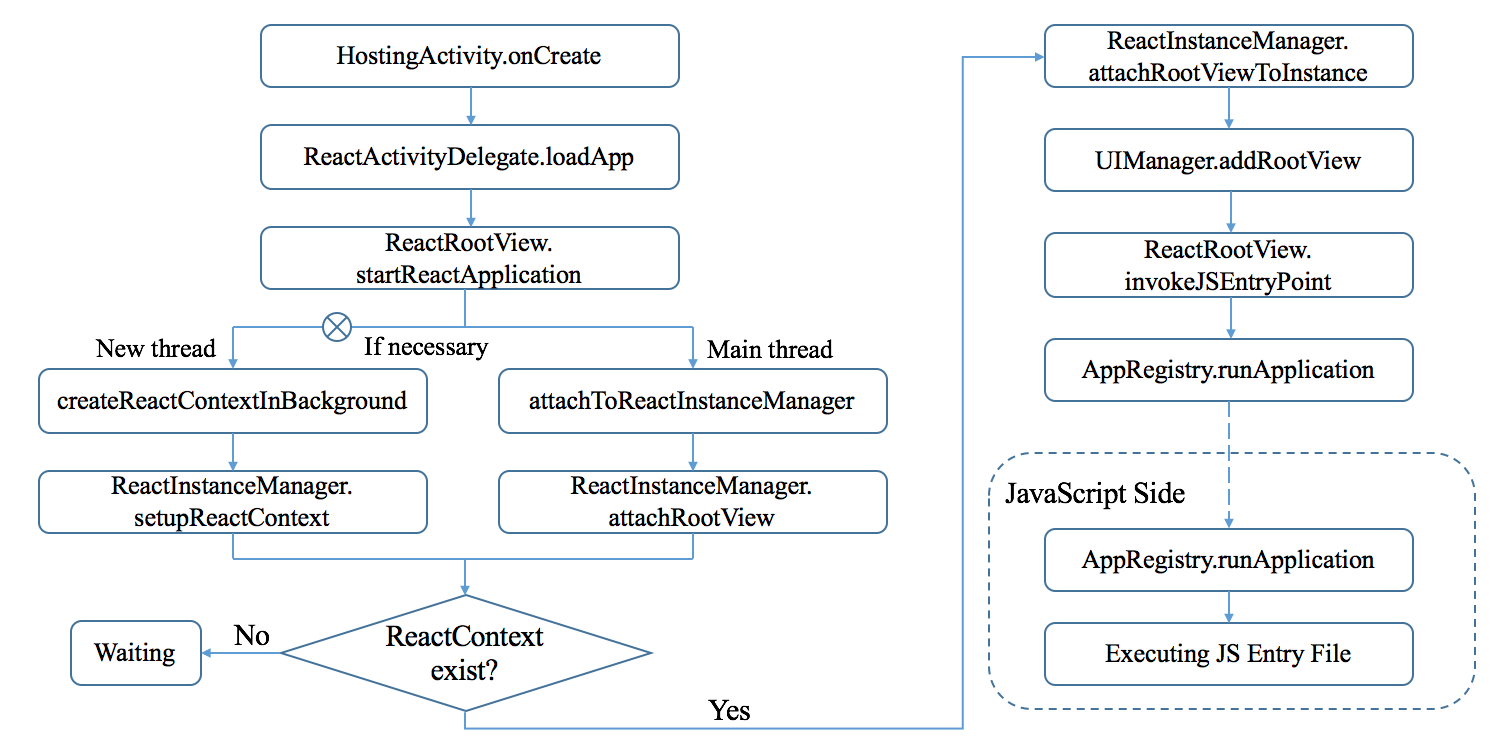 HostingActivity.onCreate
ReactActivityDelegate.loadApp
ReactRootView.
startReactApplication
New thread
If necessary
Main thread
createReactContextInBackground
attachToReactInstanceManager
ReactInstanceManager.
setupReactContext
ReactInstanceManager.
attachRootView
ReactContext
exist?
No
Waiting
Yes
ReactInstanceManager.
attachRootViewToInstance
UIManager.addRootView
ReactRootView.
invokeJSEntryPoint
AppRegistry.runApplication
JavaScript Side
AppRegistry.runApplication
Executing JS Entry File